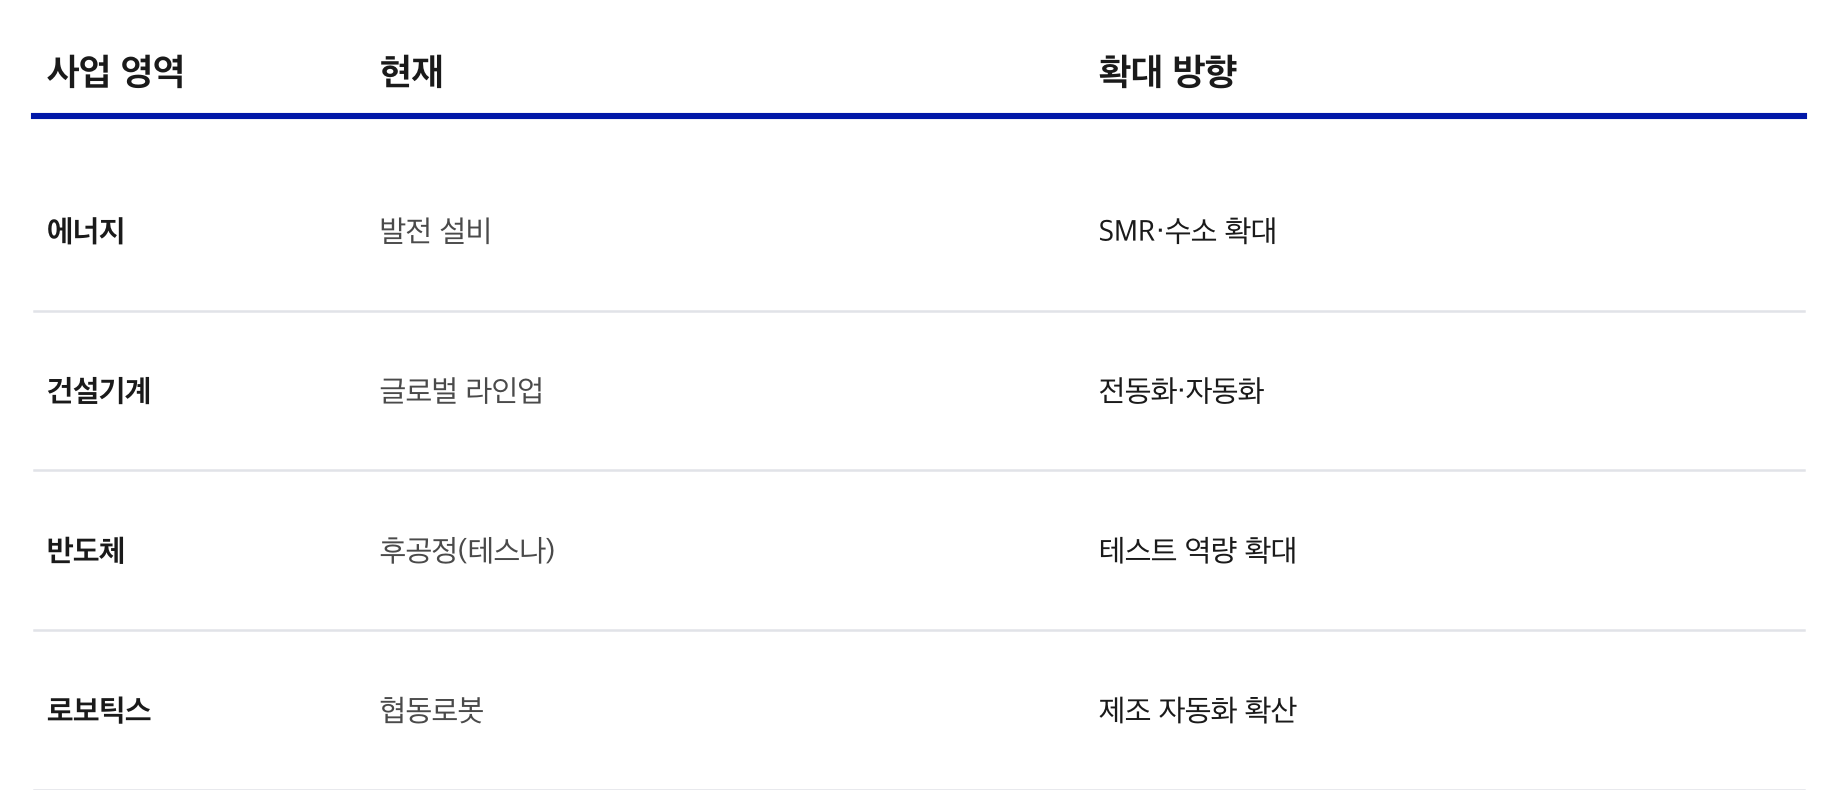 사업 영역 현재 확대 방향
에너지 발전 설비 SMR·수소 확대
건설기계 글로벌 라인업 전동화·자동화
반도체 후공정(테스나) 테스트 역량 확대
로보틱스 협동로봇 제조 자동화 확산